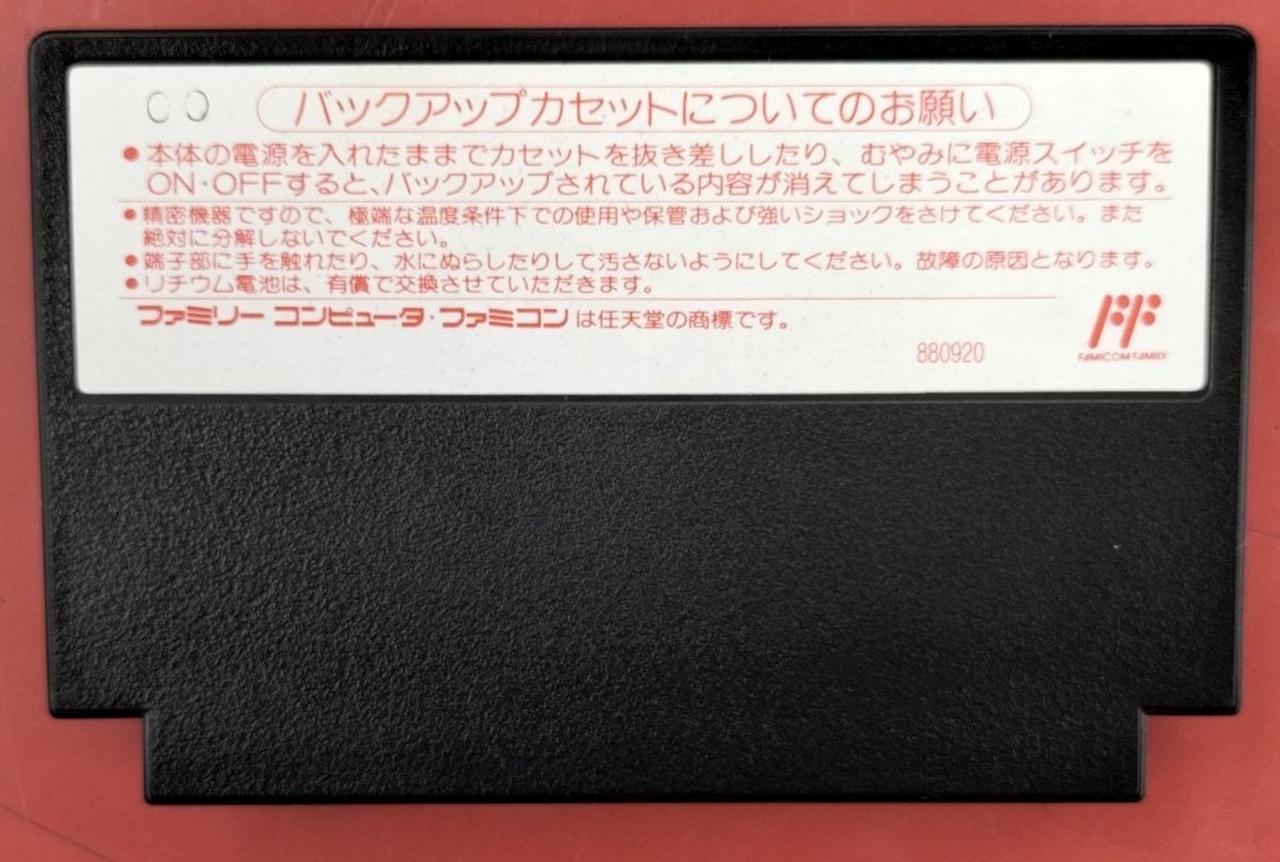 00
バックアップカセットについてのお願い
●本体の電源を入れたままでカセットを抜き差ししたり、むやみに電源スイッチを
ON・OFFすると、バックアップされている内容が消えてしまうことがあります。
●精密機器ですので、極端な温度条件下での使用や保管および強いショックをさけてください。また
絶対に分解しないでください。
●端子部に手を触れたり、水にぬらしたりして汚さないようにしてください。故障の原因となります。
●リチウム電池は、有償で交換させていただきます。
ファミリー コンピュータ・ファミコンは任天堂の商標です。
880920
FAMICOM FAMILY